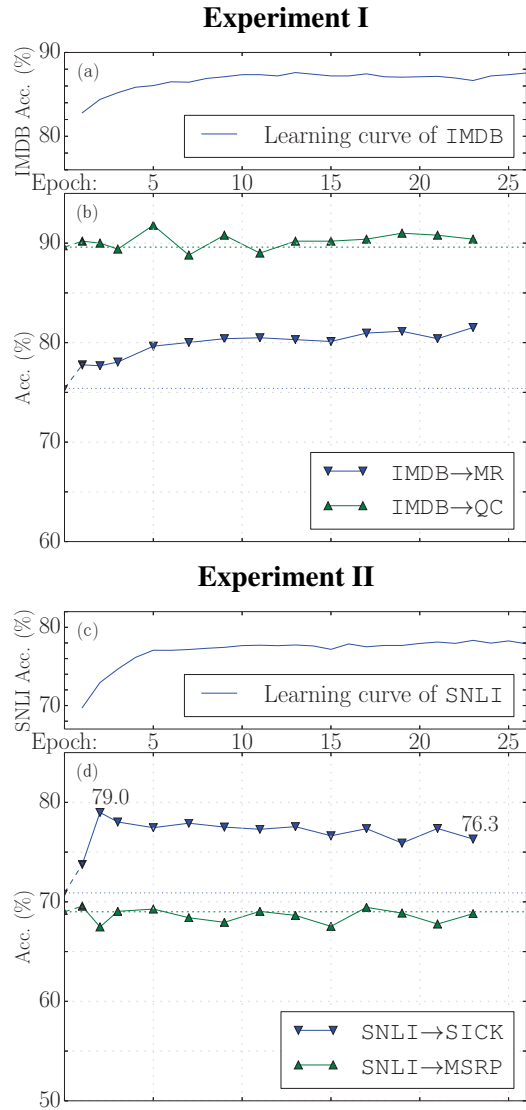 Experiment I
90
80
IMDB Acc. (%)
(a)
Learning curve of IMDB
Epoch: 5 10 15 20 25
(b)
90
80
70
60
Acc. (%)
IMDB→MR
IMDB→QC
Experiment II
80
70
SNLI Acc. (%)
(c)
Learning curve of SNLI
Epoch: 5 10 15 20 25
(d)
79.0
76.3
80
70
60
50
Acc. (%)
SNLI→SICK
SNLI→MSRP